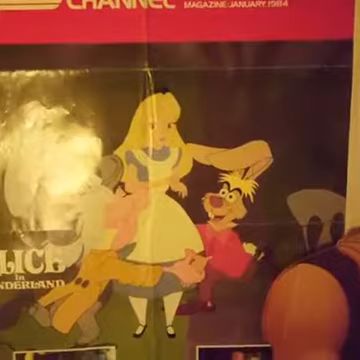 CHANNEL
MAGAZINE/JANUARY 1984
LICE
in
NDERLAND